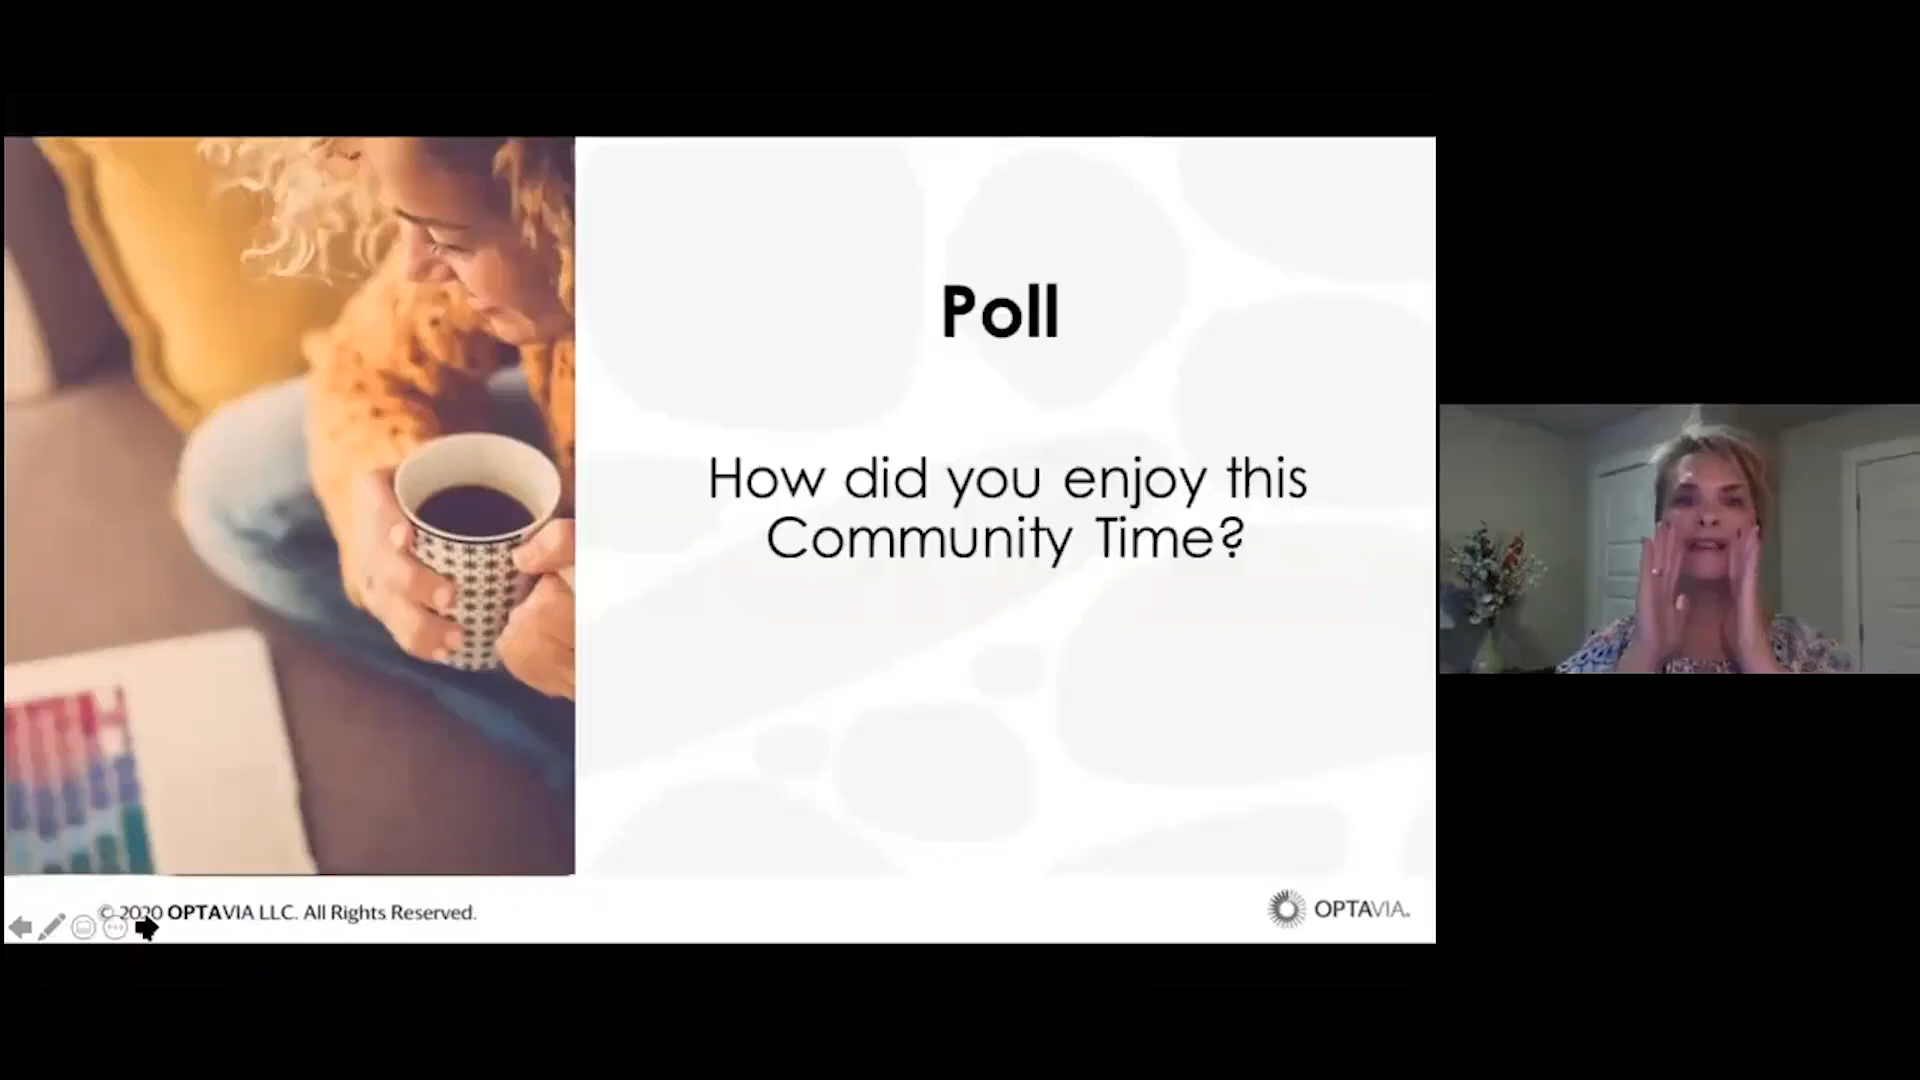 Poll
How did you enjoy this
Community Time?
© 2020 OPTAVIA LLC. All Rights Reserved.
OPTAVIA.